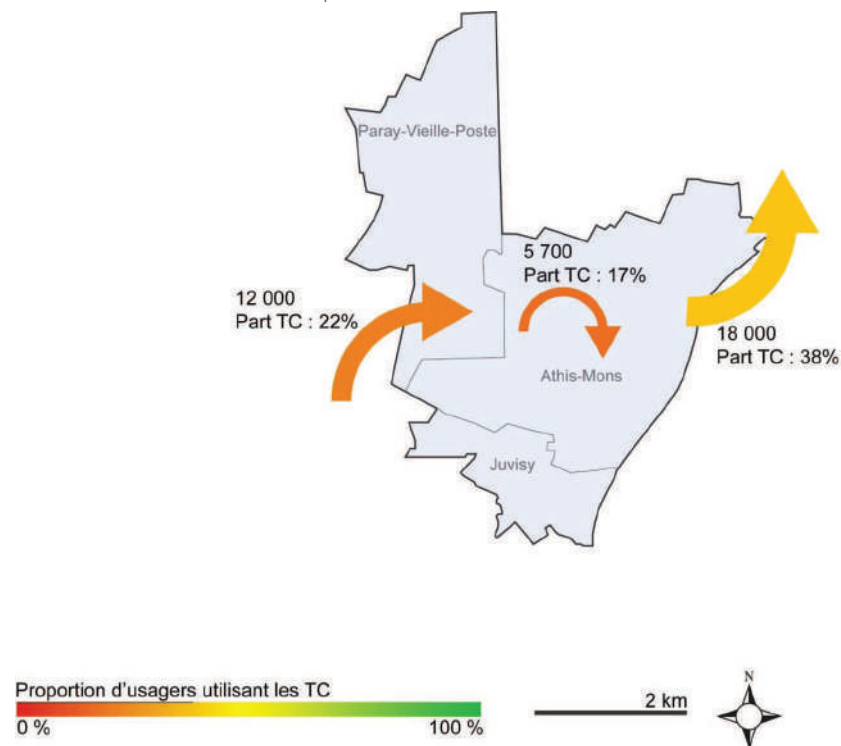 Paray-Vieille-Poste
5 700
Part TC : 17%
12 000
Part TC : 22%
18 000
Part TC : 38%
Athis-Mons
Juvisy
Proportion d'usagers utilisant les TC
0 %
100 %
2 km
N